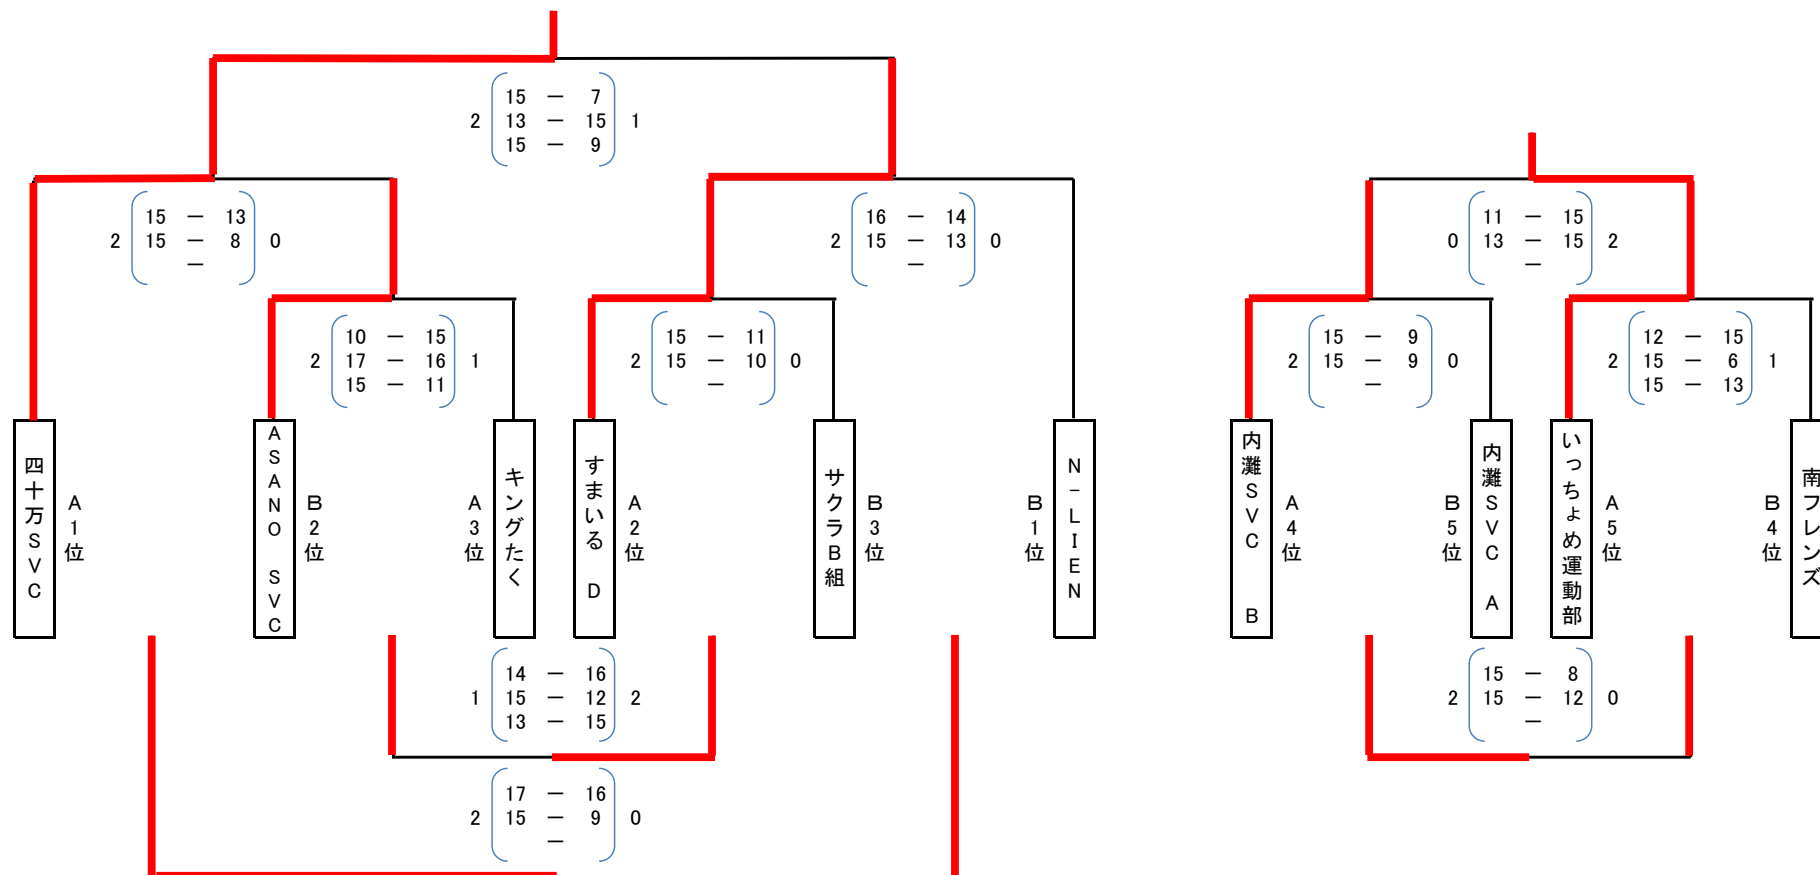 15 － 7
2 13 － 15 1
15 － 9
15 － 13
2 15 － 8 0
－
16 － 14
2 15 － 13 0
－
11 － 15
0 13 － 15 2
－
10 － 15
2 17 － 16 1
15 － 11
15 － 11
2 15 － 10 0
－
15 － 9
2 15 － 9 0
－
12 － 15
2 15 － 6 1
15 － 13
四十万SVC
A1位
ASANO SVC
B2位
A3位
キングたく
すまいる D
A2位
サクラB組
B3位
B1位
N-LIEN
内灘SVC B
A4位
B5位
内灘SVC A
いっちょめ運動部
A5位
B4位
南フレンズ
14 － 16
1 15 － 12 2
13 － 15
17 － 16
2 15 － 9 0
－
15 － 8
2 15 － 12 0
－